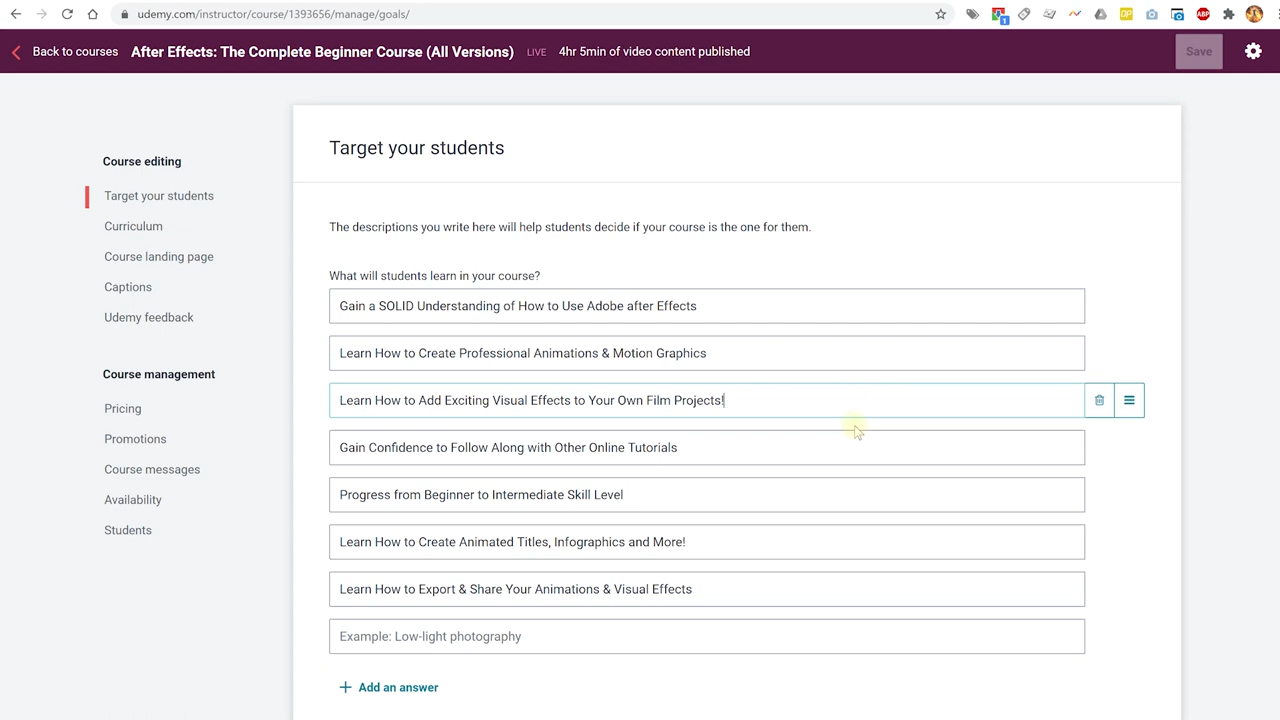 udemy.com/instructor/course/1393656/manage/goals/
1
OP
ABP
Back to courses
After Effects: The Complete Beginner Course (All Versions)
LIVE
4hr 5min of video content published
Save
Course editing
Target your students
Curriculum
Course landing page
Captions
Udemy feedback
Course management
Pricing
Promotions
Course messages
Availability
Students
Target your students
The descriptions you write here will help students decide if your course is the one for them.
What will students learn in your course?
Gain a SOLID Understanding of How to Use Adobe after Effects
Learn How to Create Professional Animations & Motion Graphics
Learn How to Add Exciting Visual Effects to Your Own Film Projects!
Gain Confidence to Follow Along with Other Online Tutorials
Progress from Beginner to Intermediate Skill Level
Learn How to Create Animated Titles, Infographics and More!
Learn How to Export & Share Your Animations & Visual Effects
Example: Low-light photography
Add an answer